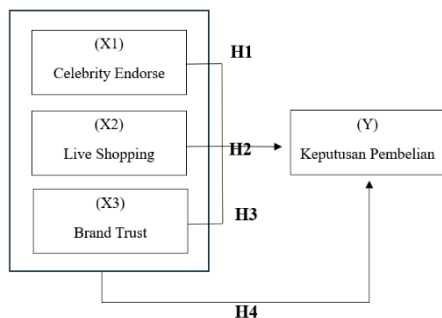 (X1)
Celebrity Endorse
H1
(X2)
Live Shopping
H2
(Y)
Keputusan Pembelian
(X3)
Brand Trust
H3
H4